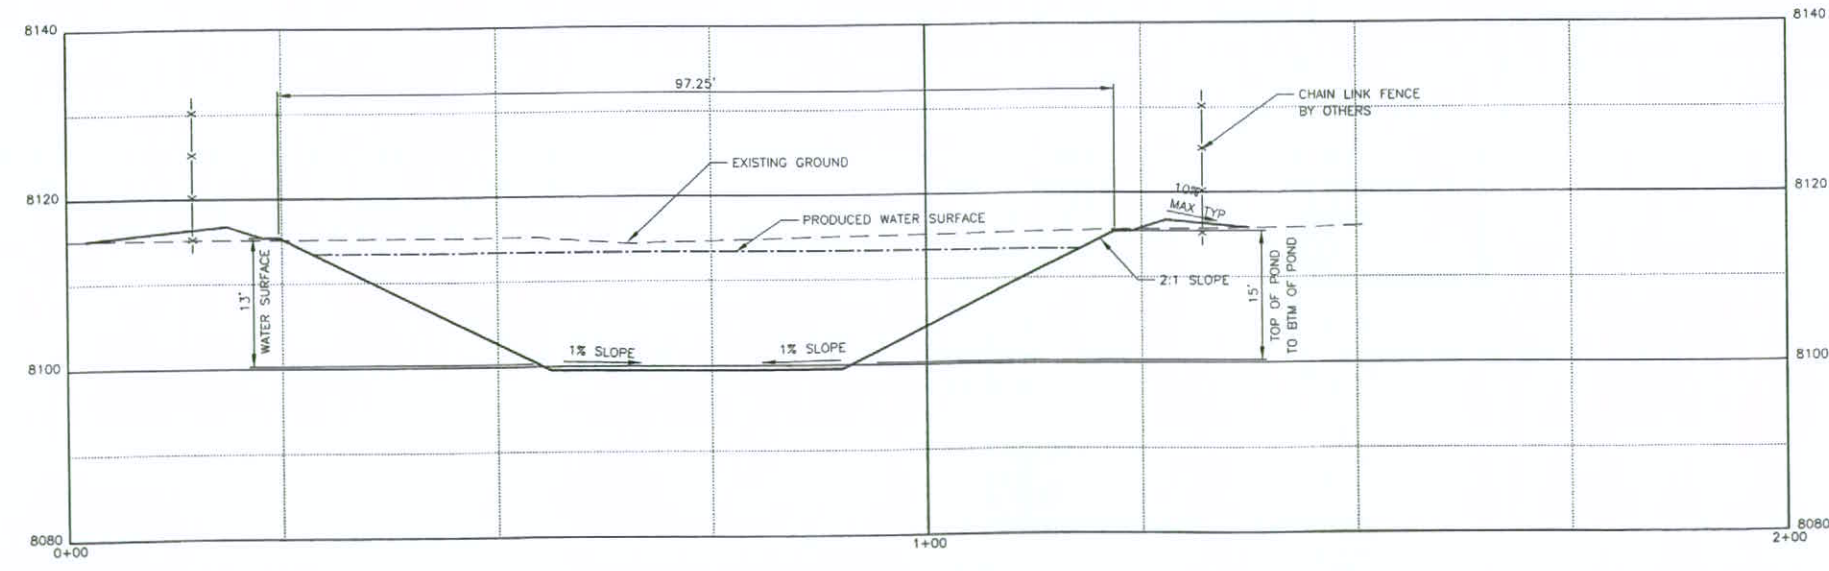 8140
8140
97.25'
CHAIN LINK FENCE
BY OTHERS
EXISTING GROUND
8120
8120
10%
MAX TYP
PRODUCED WATER SURFACE
2:1 SLOPE
13'
WATER SURFACE
15'
TOP OF POND
TO BTM OF POND
1% SLOPE
1% SLOPE
8100
8100
8080
8080
0+00
1+00
2+00